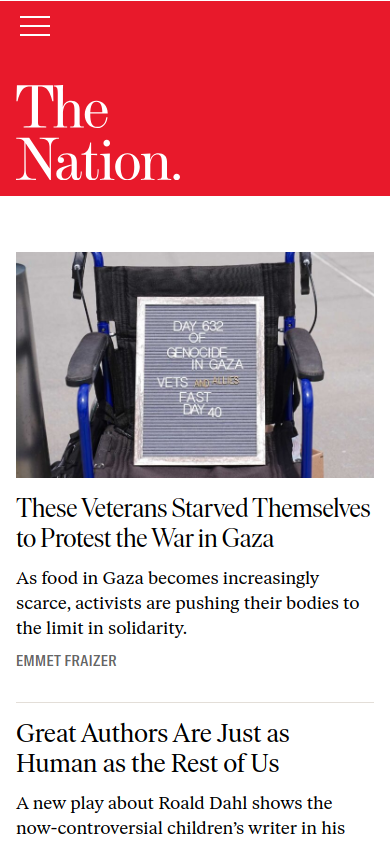 The
Nation.
DAY 632
OF
GENOCIDE
IN GAZA
VETS AND ALLIES
FAST
DAY 40
These Veterans Starved Themselves
to Protest the War in Gaza
As food in Gaza becomes increasingly
scarce, activists are pushing their bodies to
the limit in solidarity.
EMMET FRAIZER
Great Authors Are Just as
Human as the Rest of Us
A new play about Roald Dahl shows the
now-controversial children’s writer in his